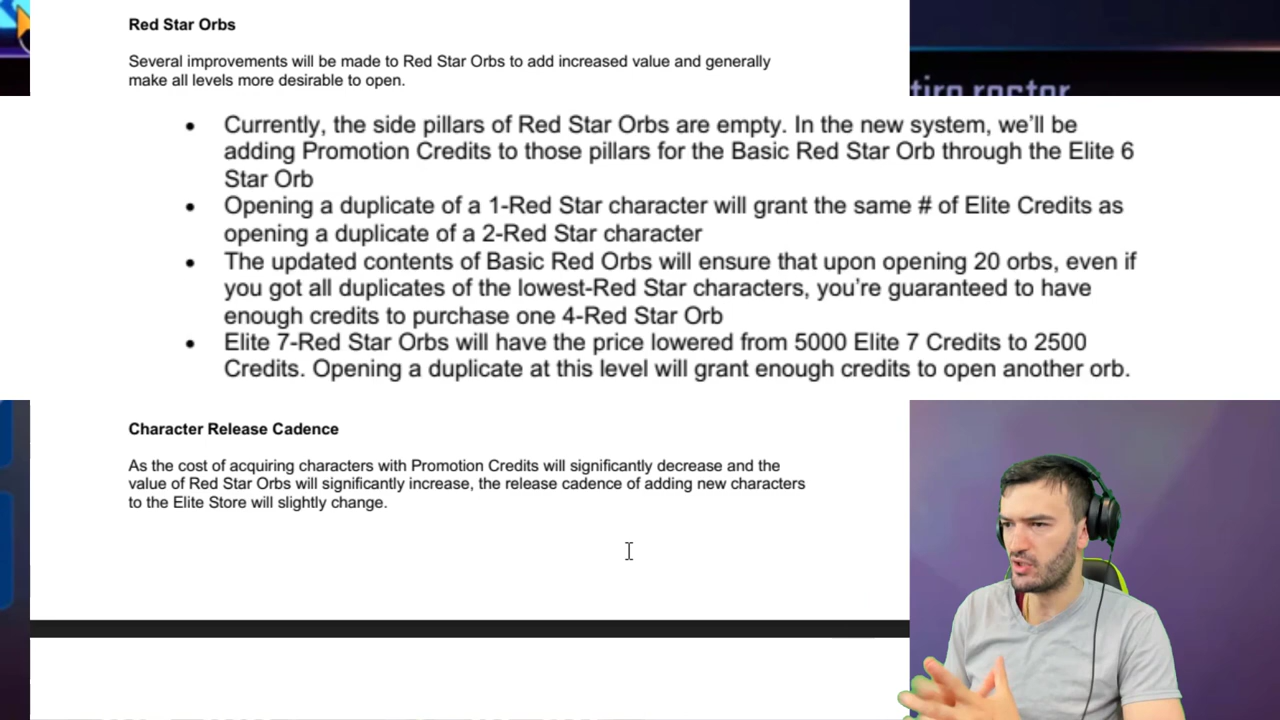 Red Star Orbs
Several improvements will be made to Red Star Orbs to add increased value and generally
make all levels more desirable to open.
• Currently, the side pillars of Red Star Orbs are empty. In the new system, we'll be
adding Promotion Credits to those pillars for the Basic Red Star Orb through the Elite 6
Star Orb
• Opening a duplicate of a 1-Red Star character will grant the same # of Elite Credits as
opening a duplicate of a 2-Red Star character
• The updated contents of Basic Red Orbs will ensure that upon opening 20 orbs, even if
you got all duplicates of the lowest-Red Star characters, you're guaranteed to have
enough credits to purchase one 4-Red Star Orb
• Elite 7-Red Star Orbs will have the price lowered from 5000 Elite 7 Credits to 2500
Credits. Opening a duplicate at this level will grant enough credits to open another orb.
Character Release Cadence
As the cost of acquiring characters with Promotion Credits will significantly decrease and the
value of Red Star Orbs will significantly increase, the release cadence of adding new characters
to the Elite Store will slightly change.